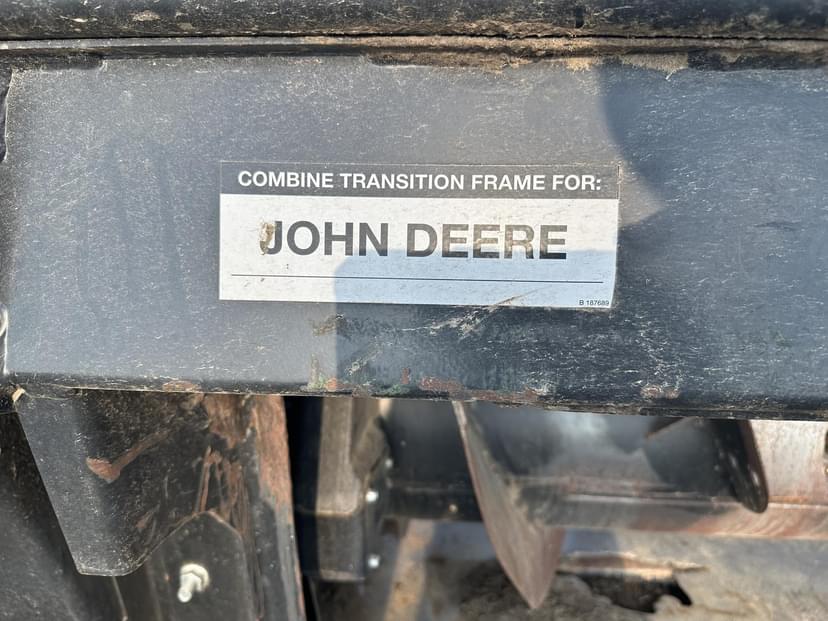 COMBINE TRANSITION FRAME FOR:
JOHN DEERE
B 187689